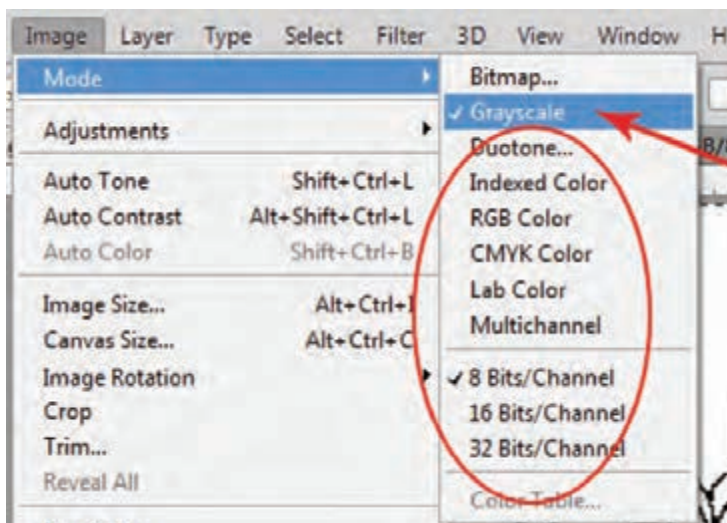 Image Layer Type Select Filter 3D View Window H
Mode
Adjustments
Auto Tone Shift+Ctrl+L
Auto Contrast Alt+Shift+Ctrl+L
Auto Color Shift+Ctrl+B
Image Size... Alt+Ctrl+I
Canvas Size... Alt+Ctrl+C
Image Rotation
Crop
Trim...
Reveal All
Bitmap...
Grayscale
Duotone...
Indexed Color
RGB Color
CMYK Color
Lab Color
Multichannel
8 Bits/Channel
16 Bits/Channel
32 Bits/Channel
Color Table...